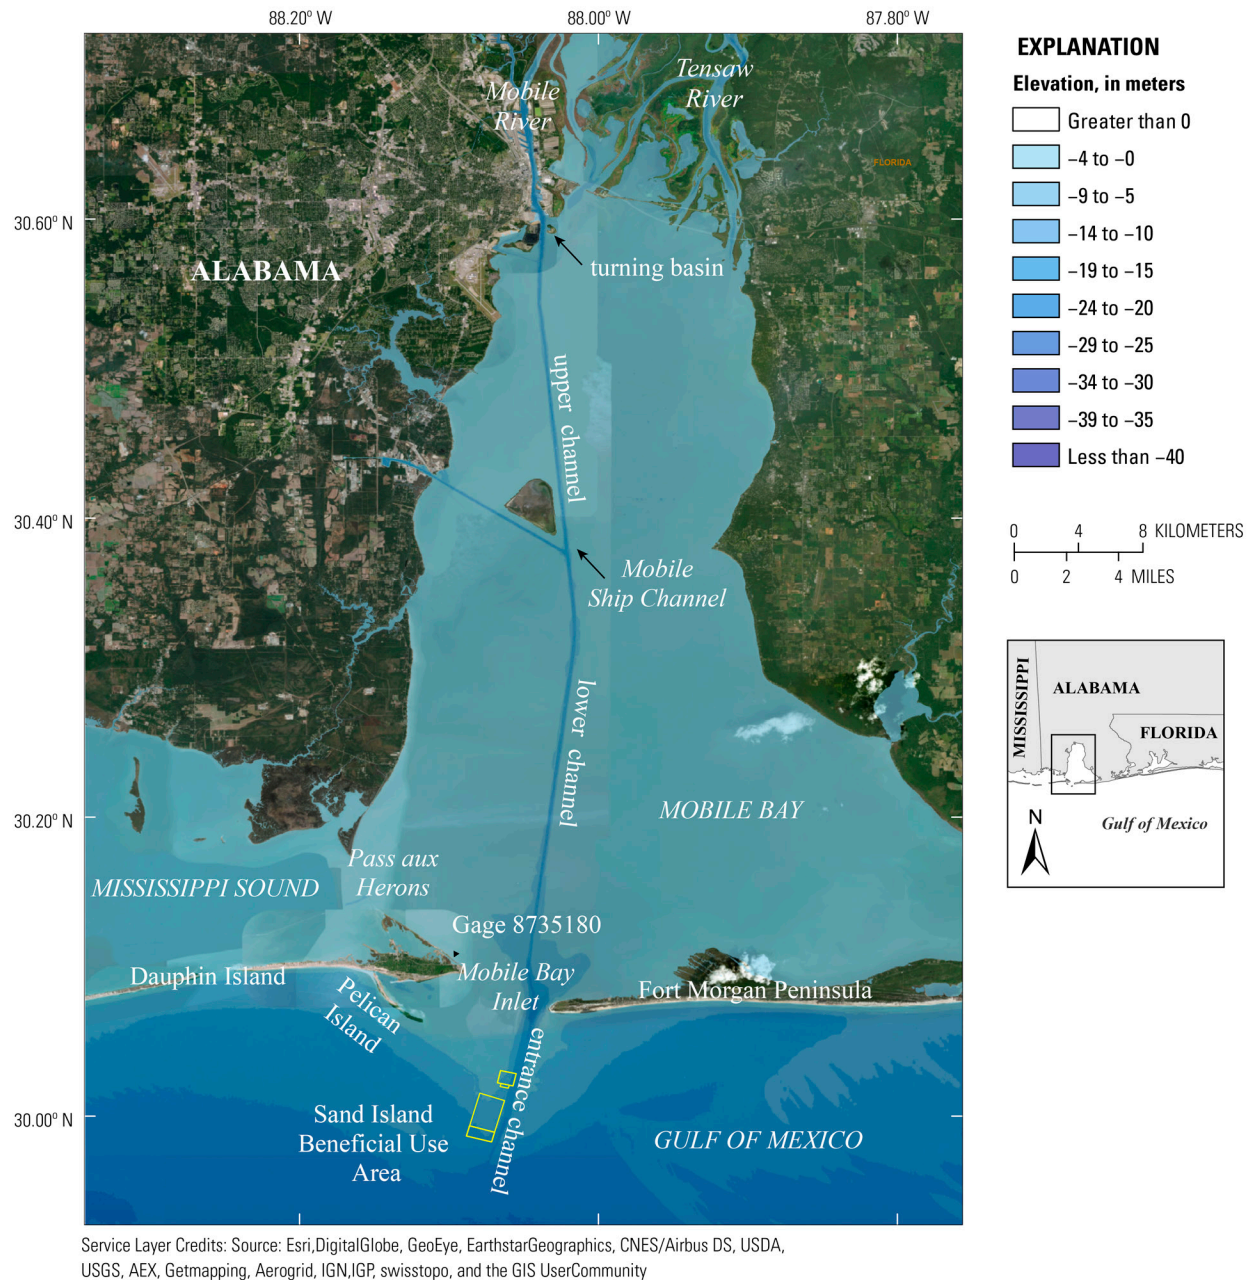 88.20° W
88.00° W
87.80° W
30.60° N
30.40° N
30.20° N
30.00° N
Mobile
River
Tensaw
River
FLORIDA
ALABAMA
turning basin
upper channel
Mobile
Ship Channel
lower channel
MOBILE BAY
Pass aux
Herons
MISSISSIPPI SOUND
Gage 8735180
Dauphin Island
Mobile Bay
Inlet
Fort Morgan Peninsula
Pelican
Island
entrance channel
Sand Island
Beneficial Use
Area
GULF OF MEXICO
EXPLANATION
Elevation, in meters
Greater than 0
−4 to −0
−9 to −5
−14 to −10
−19 to −15
−24 to −20
−29 to −25
−34 to −30
−39 to −35
Less than −40
0 4 8 KILOMETERS
0 2 4 MILES
MISSISSIPPI
ALABAMA
FLORIDA
N
Gulf of Mexico
Service Layer Credits: Source: Esri,DigitalGlobe, GeoEye, EarthstarGeographics, CNES/Airbus DS, USDA,
USGS, AEX, Getmapping, Aerogrid, IGN,IGP, swisstopo, and the GIS UserCommunity